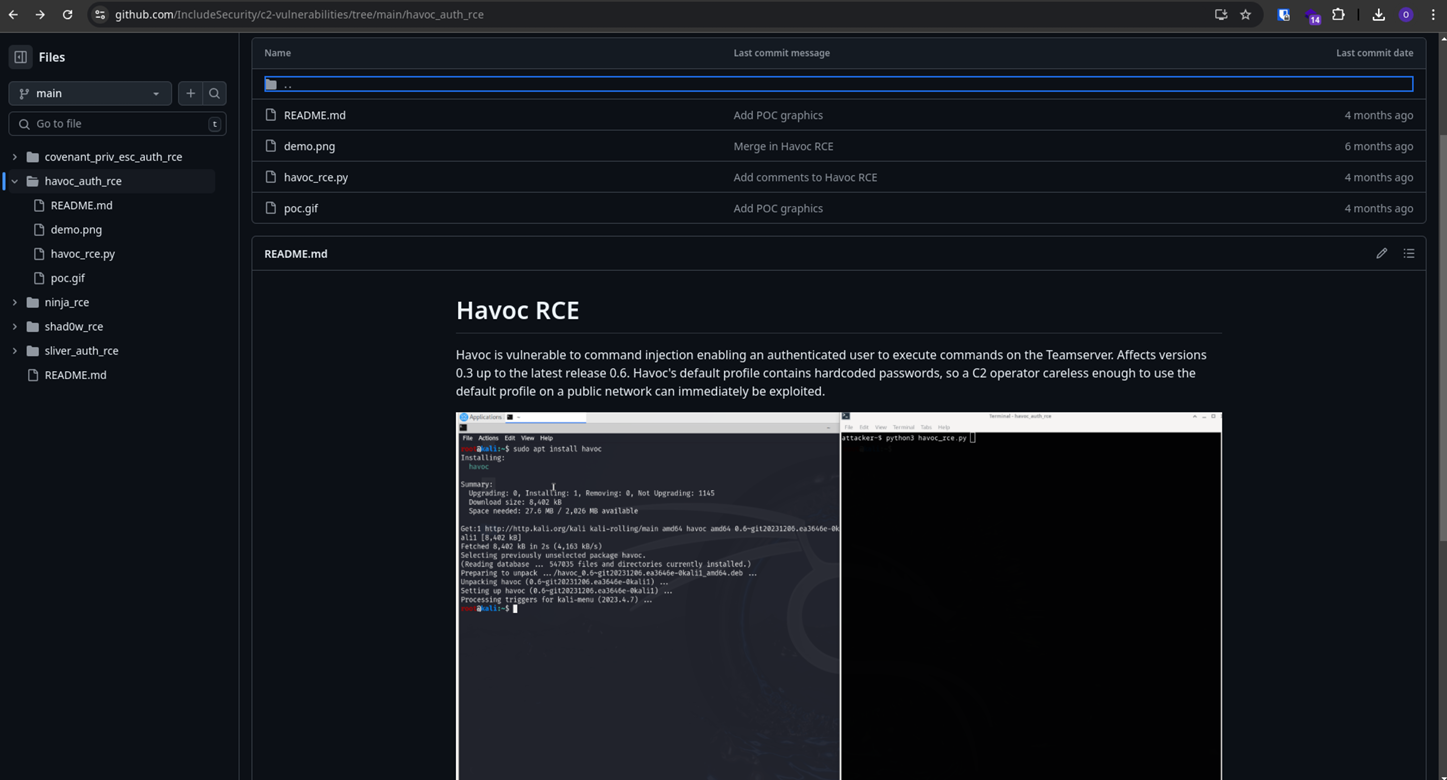 github.com/IncludeSecurity/c2-vulnerabilities/tree/main/havoc_auth_rce
14
O
Files
main
Go to file
t
covenant_priv_esc_auth_rce
havoc_auth_rce
README.md
demo.png
havoc_rce.py
poc.gif
ninja_rce
shad0w_rce
sliver_auth_rce
README.md
Name Last commit message Last commit date
..
README.md Add POC graphics 4 months ago
demo.png Merge in Havoc RCE 6 months ago
havoc_rce.py Add comments to Havoc RCE 4 months ago
poc.gif Add POC graphics 4 months ago
README.md
Havoc RCE
Havoc is vulnerable to command injection enabling an authenticated user to execute commands on the Teamserver. Affects versions
0.3 up to the latest release 0.6. Havoc's default profile contains hardcoded passwords, so a C2 operator careless enough to use the
default profile on a public network can immediately be exploited.
Applications
File Actions Edit View Help
@kali:~$ sudo apt install havoc
Installing:
havoc
Summary:
Upgrading: 0, Installing: 1, Removing: 0, Not Upgrading: 1145
Download size: 8,402 kB
Space needed: 27.6 MB / 2,026 MB available
Get:1 http://http.kali.org/kali kali-rolling/main amd64 havoc amd64 0.6~git20231206.ea3646e-0k
ali1 [8,402 kB]
Fetched 8,402 kB in 2s (4,163 kB/s)
Selecting previously unselected package havoc.
(Reading database ... 547035 files and directories currently installed.)
Preparing to unpack .../havoc_0.6~git20231206.ea3646e-0kali1_amd64.deb ...
Unpacking havoc (0.6~git20231206.ea3646e-0kali1) ...
Setting up havoc (0.6~git20231206.ea3646e-0kali1) ...
Processing triggers for kali-menu (2023.4.7) ...
@kali:~$
Terminal - havoc_auth_rce
File Edit View Terminal Tabs Help
attacker~$ python3 havoc_rce.py